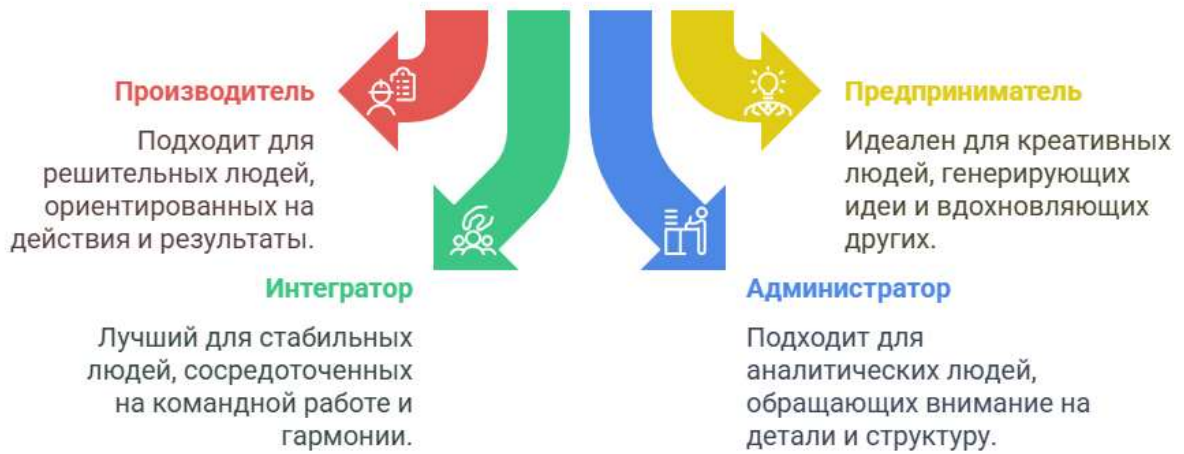 Производитель
Подходит для
решительных людей,
ориентированных на
действия и результаты.
Предприниматель
Идеален для креативных
людей, генерирующих
идеи и вдохновляющих
других.
Интегратор
Лучший для стабильных
людей, сосредоточенных
на командной работе и
гармонии.
Администратор
Подходит для
аналитических людей,
обращающих внимание на
детали и структуру.